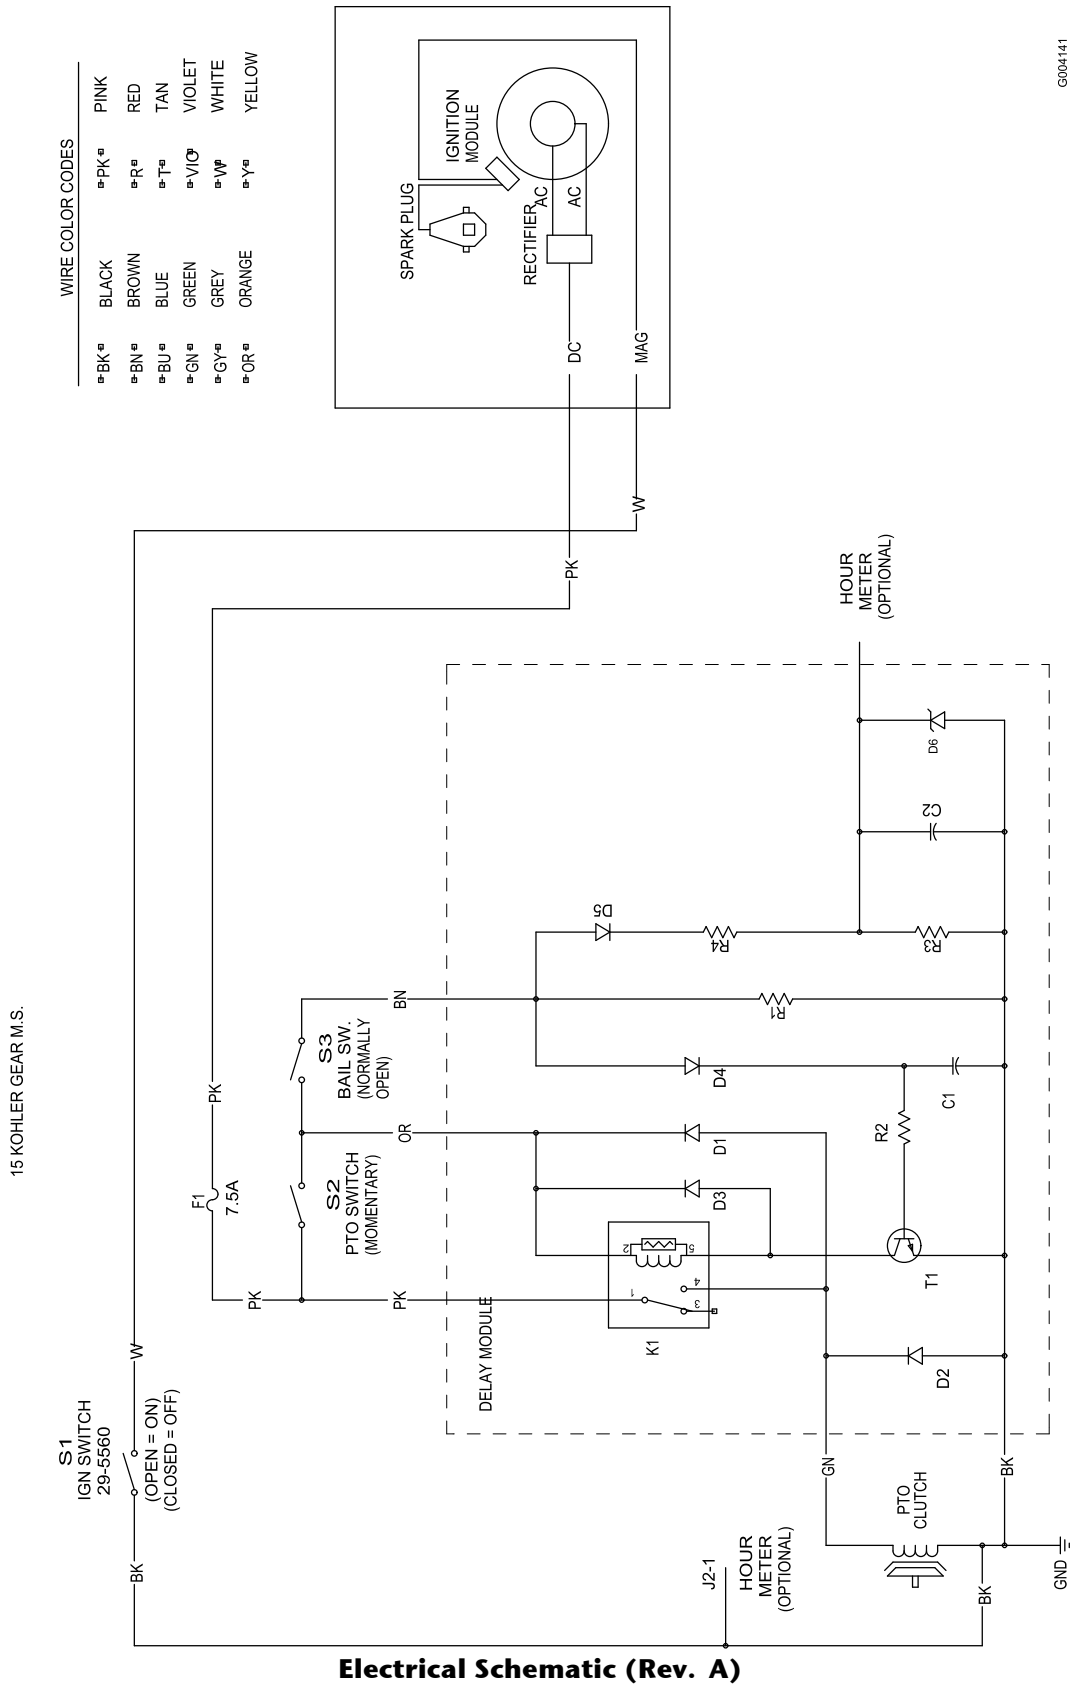 15 KOHLER GEAR M.S.
WIRE COLOR CODES
BK BLACK PK PINK
BN BROWN R RED
BU BLUE T TAN
GN GREEN VIO VIOLET
GY GREY W WHITE
OR ORANGE Y YELLOW
G004141
SPARK PLUG
IGNITION
MODULE
RECTIFIER
AC
AC
DC
MAG
W
PK
HOUR
METER
(OPTIONAL)
S1
IGN SWITCH
29-5560
(OPEN = ON)
(CLOSED = OFF)
W
BK
F1
7.5A
PK
PK
PK
S2
PTO SWITCH
(MOMENTARY)
S3
BAIL SW.
(NORMALLY
OPEN)
OR
BN
DELAY MODULE
K1
1
2
3
4
5
D3
D1
D4
R1
D5
R4
R3
C2
D6
R2
C1
T1
D2
GN
BK
PTO
CLUTCH
J2-1
HOUR
METER
(OPTIONAL)
BK
GND
Electrical Schematic (Rev. A)